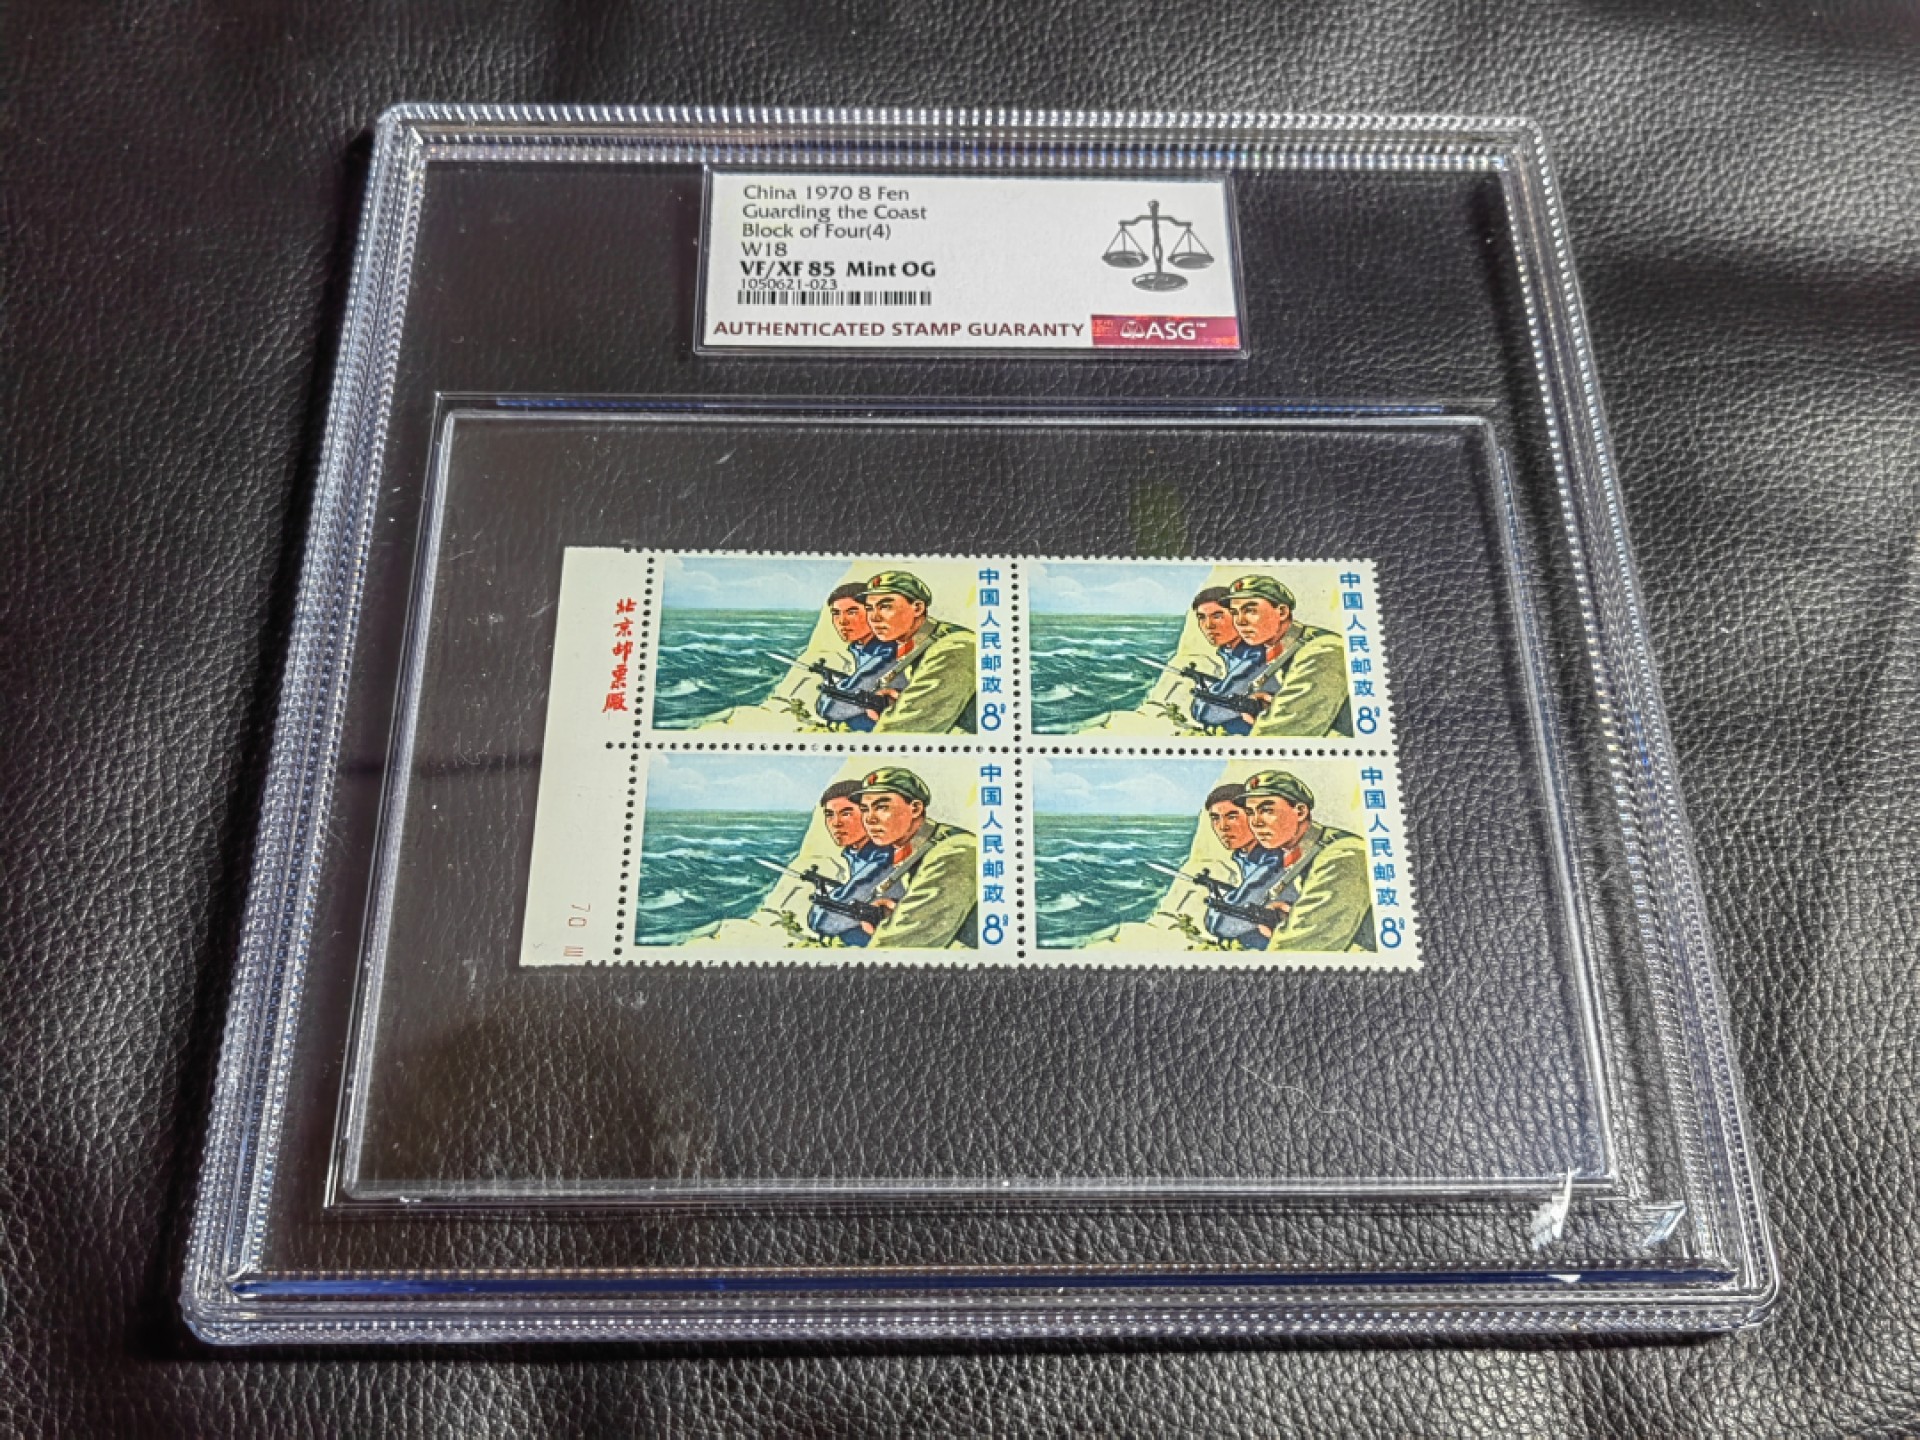 China 1970 8 Fen
Guarding the Coast
Block of Four(4)
W18
VF/XF 85 Mint OG
1050621-023
AUTHENTICATED STAMP GUARANTY
ASG™
北京邮票厂
中国人民邮政
8分
中国人民邮政
8分
70
中国人民邮政
8分
中国人民邮政
8分